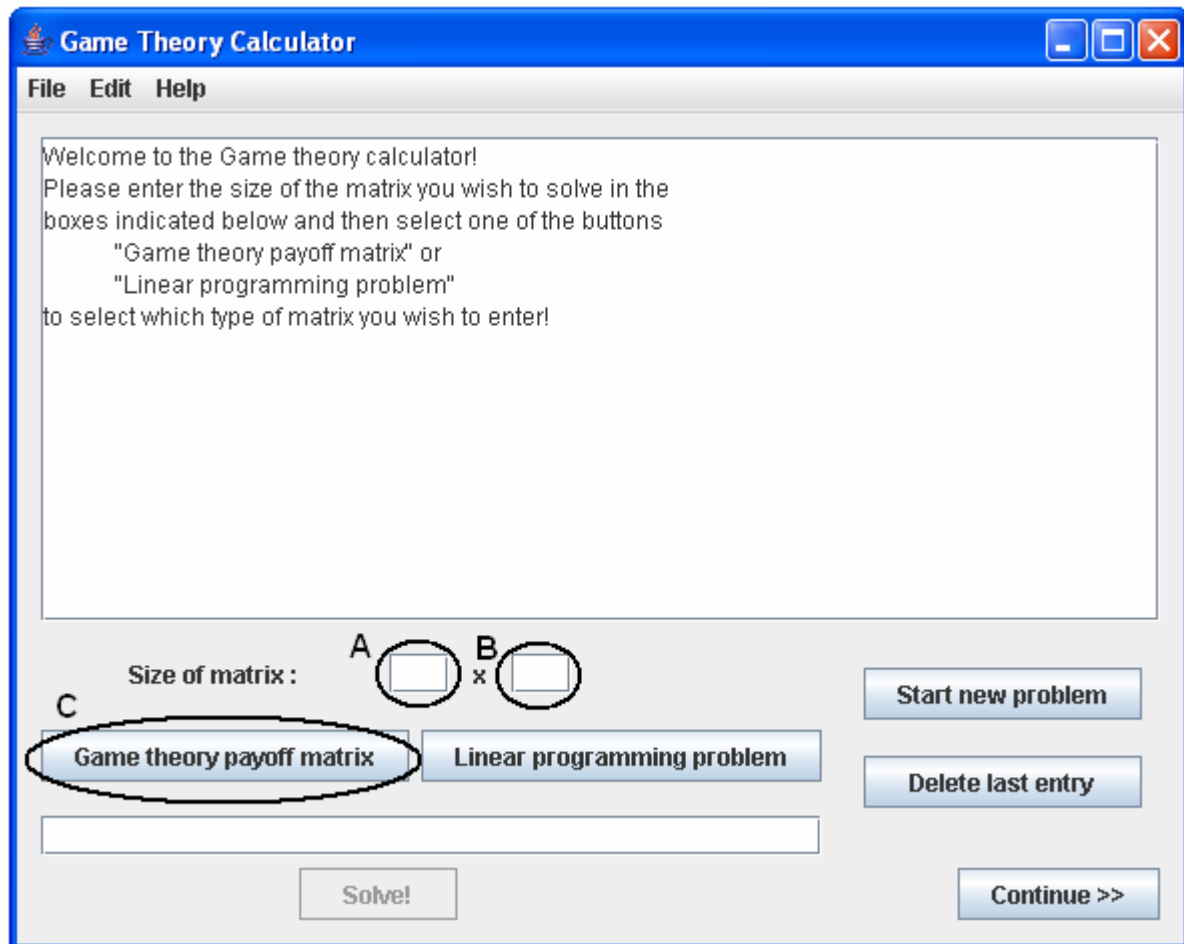 Game Theory Calculator
File Edit Help
Welcome to the Game theory calculator!
Please enter the size of the matrix you wish to solve in the
boxes indicated below and then select one of the buttons
"Game theory payoff matrix" or
"Linear programming problem"
to select which type of matrix you wish to enter!
A B
Size of matrix : x
Start new problem
C
Game theory payoff matrix Linear programming problem
Delete last entry
Solve! Continue >>